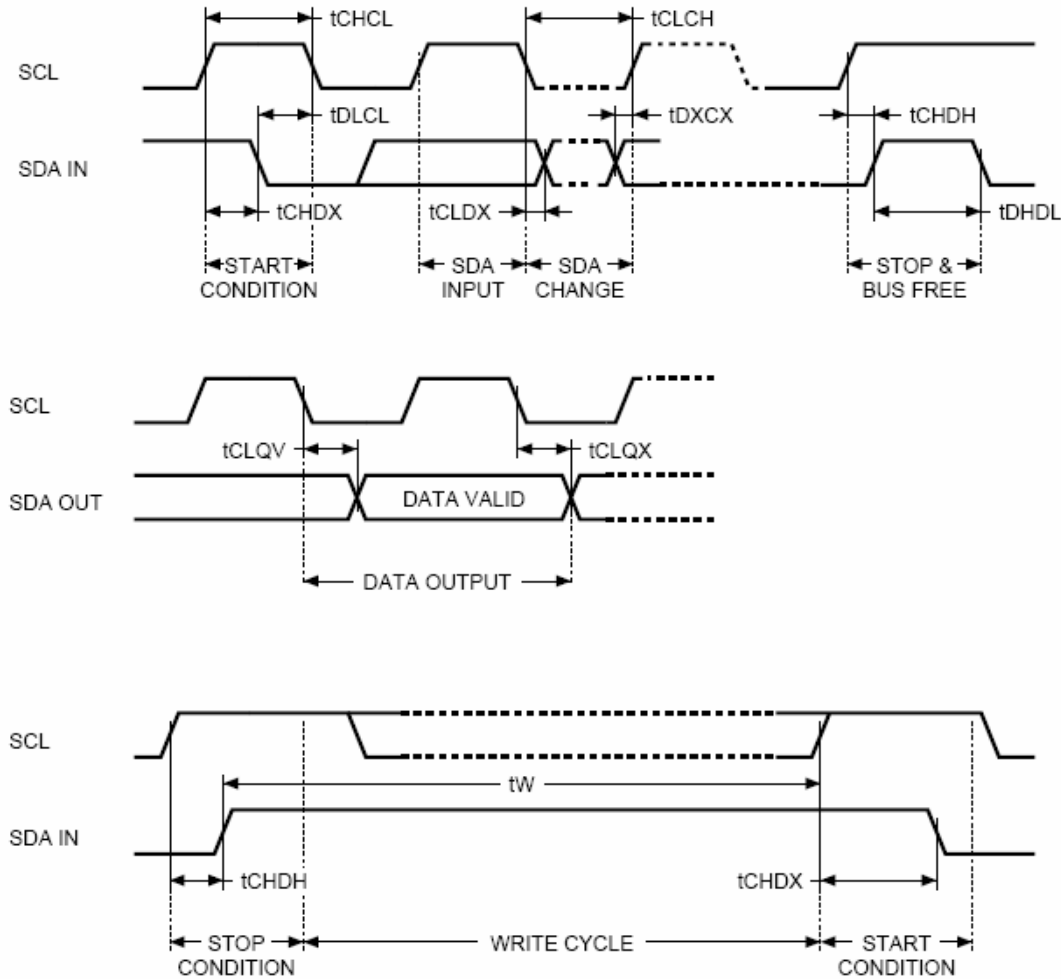 tCHCL
tCLCH
SCL
tDLCL
tDXCX
tCHDH
SDA IN
tCHDX
tCLDX
tDHDL
START
CONDITION
SDA
INPUT
SDA
CHANGE
STOP &
BUS FREE
SCL
tCLQV
tCLQX
SDA OUT
DATA VALID
DATA OUTPUT
SCL
tW
SDA IN
tCHDH
tCHDX
STOP
CONDITION
WRITE CYCLE
START
CONDITION